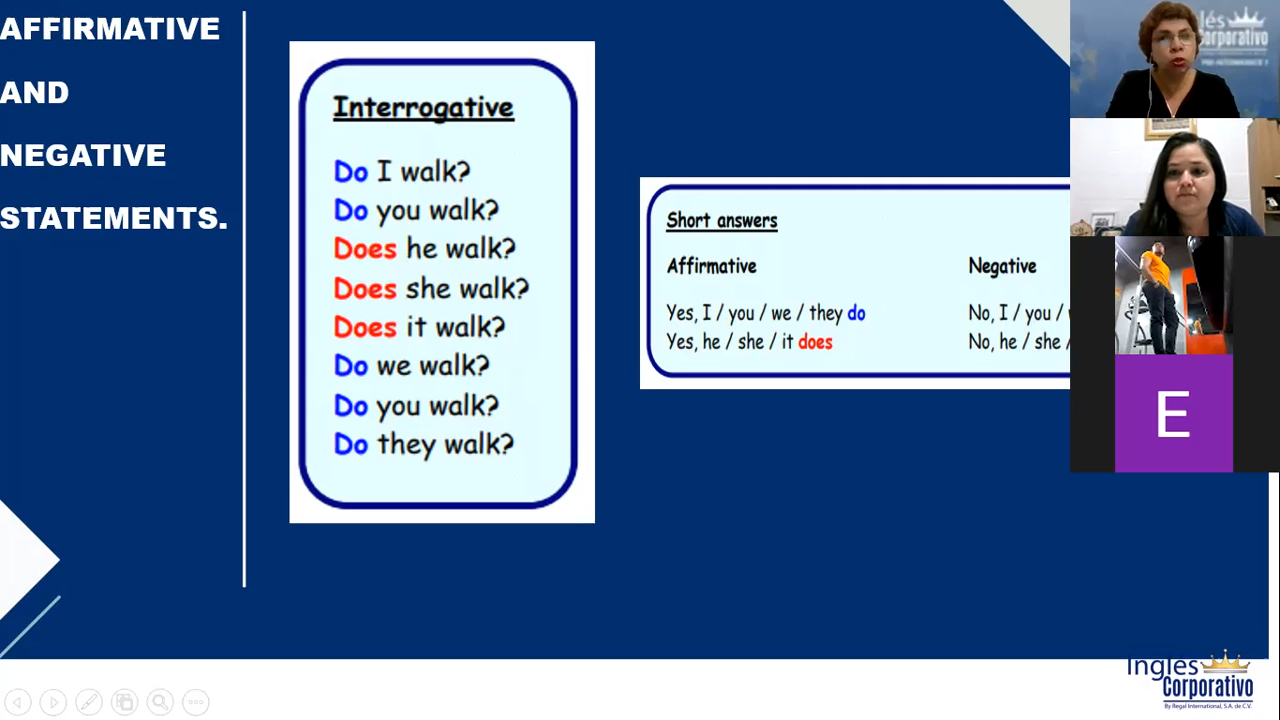 AFFIRMATIVE
AND
NEGATIVE
STATEMENTS.
Interrogative
Do I walk?
Do you walk?
Does he walk?
Does she walk?
Does it walk?
Do we walk?
Do you walk?
Do they walk?
Short answers
Affirmative
Negative
Yes, I / you / we / they do
No, I / you /
Yes, he / she / it does
No, he / she /
Corporativo
E
Inglés
Corporativo
By Regal International, S.A. de C.V.